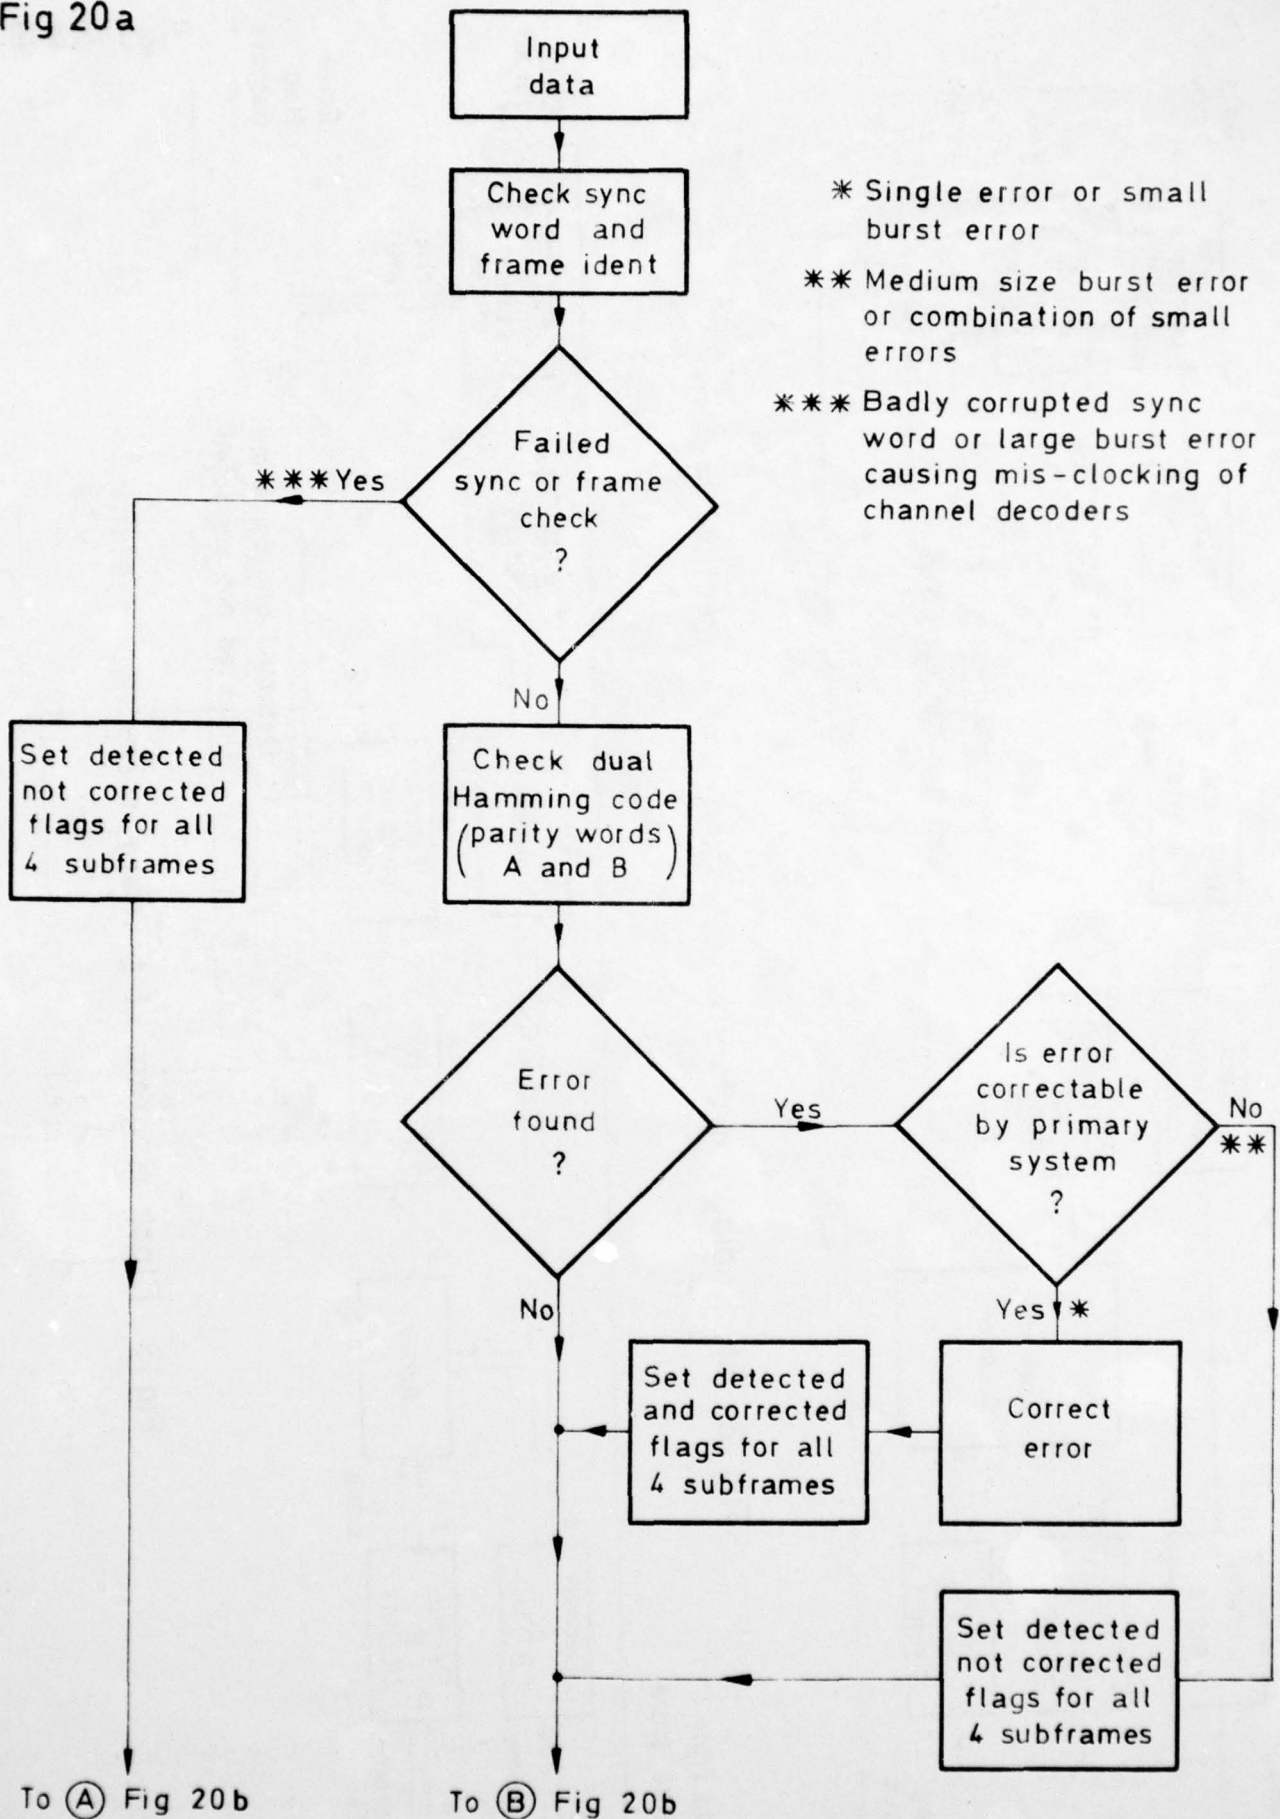 Fig 20a
Input
data
Check sync
word and
frame ident
* Single error or small
burst error
** Medium size burst error
or combination of small
errors
*** Badly corrupted sync
word or large burst error
causing mis-clocking of
channel decoders
Failed
sync or frame
check
?
***Yes
No
Set detected
not corrected
flags for all
4 subframes
Check dual
Hamming code
(parity words)
( A and B )
Error
found
?
Yes
Is error
correctable
by primary
system
?
No
**
No
Yes *
Set detected
and corrected
flags for all
4 subframes
Correct
error
Set detected
not corrected
flags for all
4 subframes
To (A) Fig 20b
To (B) Fig 20b